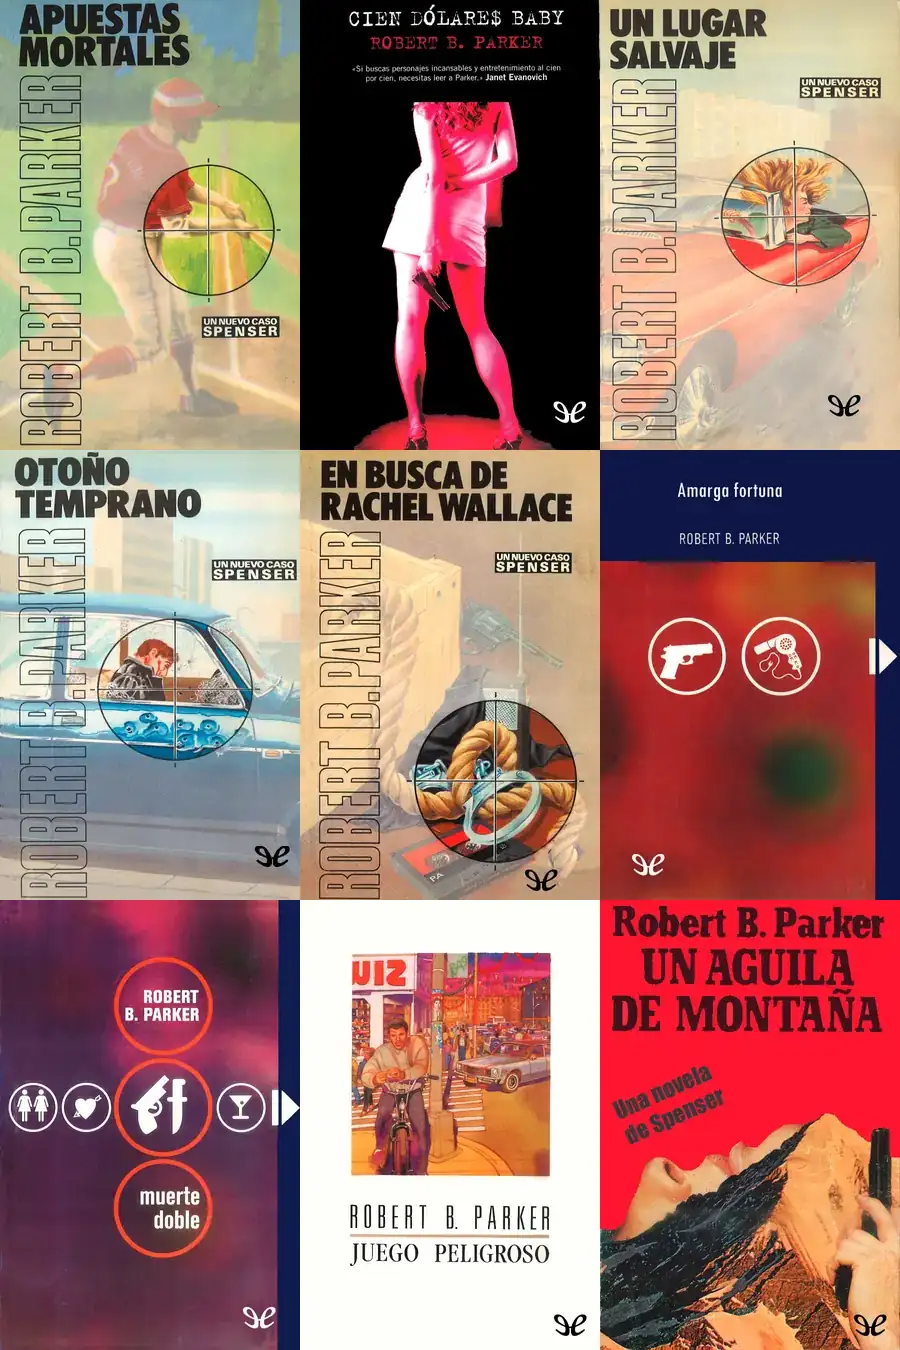 APUESTAS
MORTALES
ROBERT B. PARKER
UN NUEVO CASO
SPENSER
CIEN DÓLARE$ BABY
ROBERT B. PARKER
«Si buscas personajes incansables y entretenimiento al cien
por cien, necesitas leer a Parker.» Janet Evanovich
UN LUGAR
SALVAJE
ROBERT B. PARKER
UN NUEVO CASO
SPENSER
OTOÑO
TEMPRANO
ROBERT B. PARKER
UN NUEVO CASO
SPENSER
EN BUSCA DE
RACHEL WALLACE
ROBERT B. PARKER
UN NUEVO CASO
SPENSER
PA
Amarga fortuna
ROBERT B. PARKER
ROBERT
B. PARKER
muerte
doble
WIZ
ROBERT B. PARKER
JUEGO PELIGROSO
Robert B. Parker
UN AGUILA
DE MONTAÑA
Una novela
de Spenser